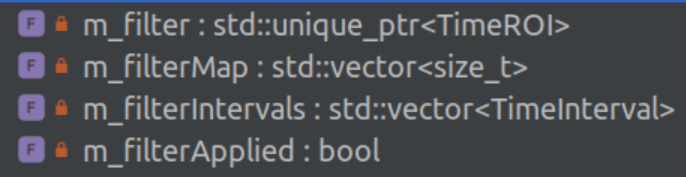 F m_filter : std::unique_ptr<TimeROI>
F m_filterMap : std::vector<size_t>
F m_filterIntervals : std::vector<TimeInterval>
F m_filterApplied : bool